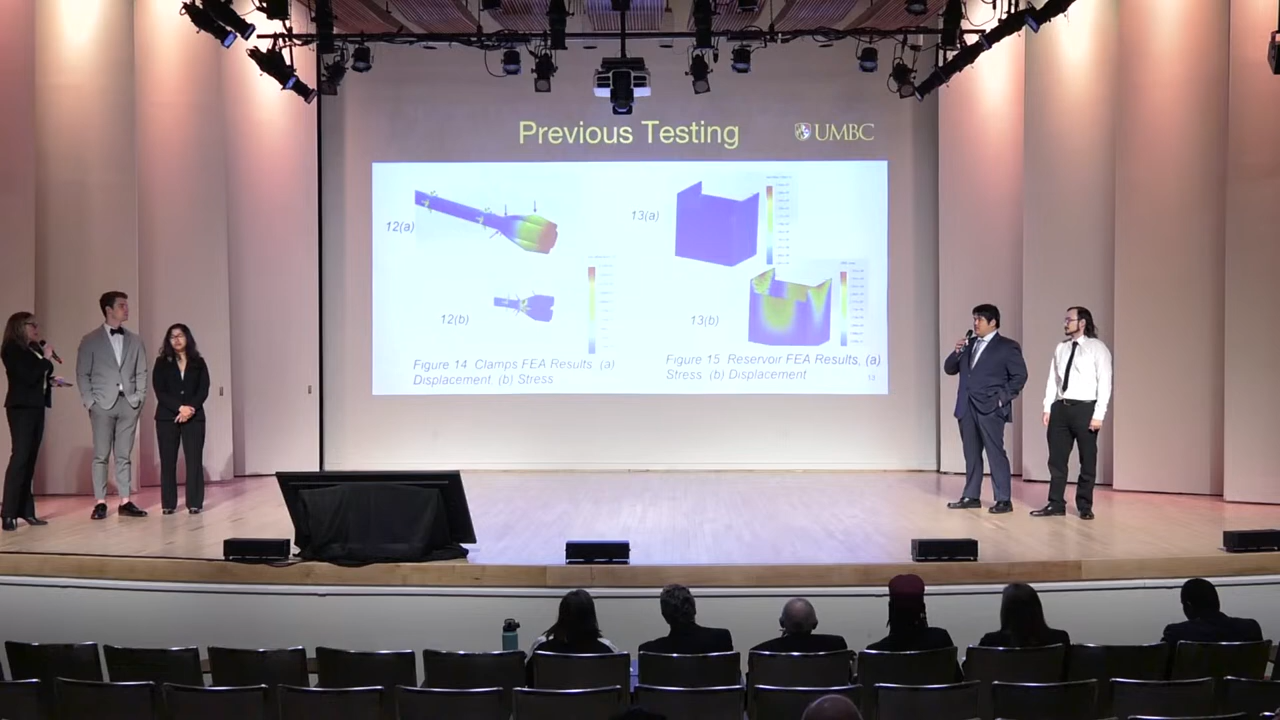 Previous Testing
UMBC
12(a)
13(a)
12(b)
13(b)
Figure 14 Clamps FEA Results (a)
Displacement, (b) Stress
Figure 15 Reservoir FEA Results, (a)
Stress (b) Displacement